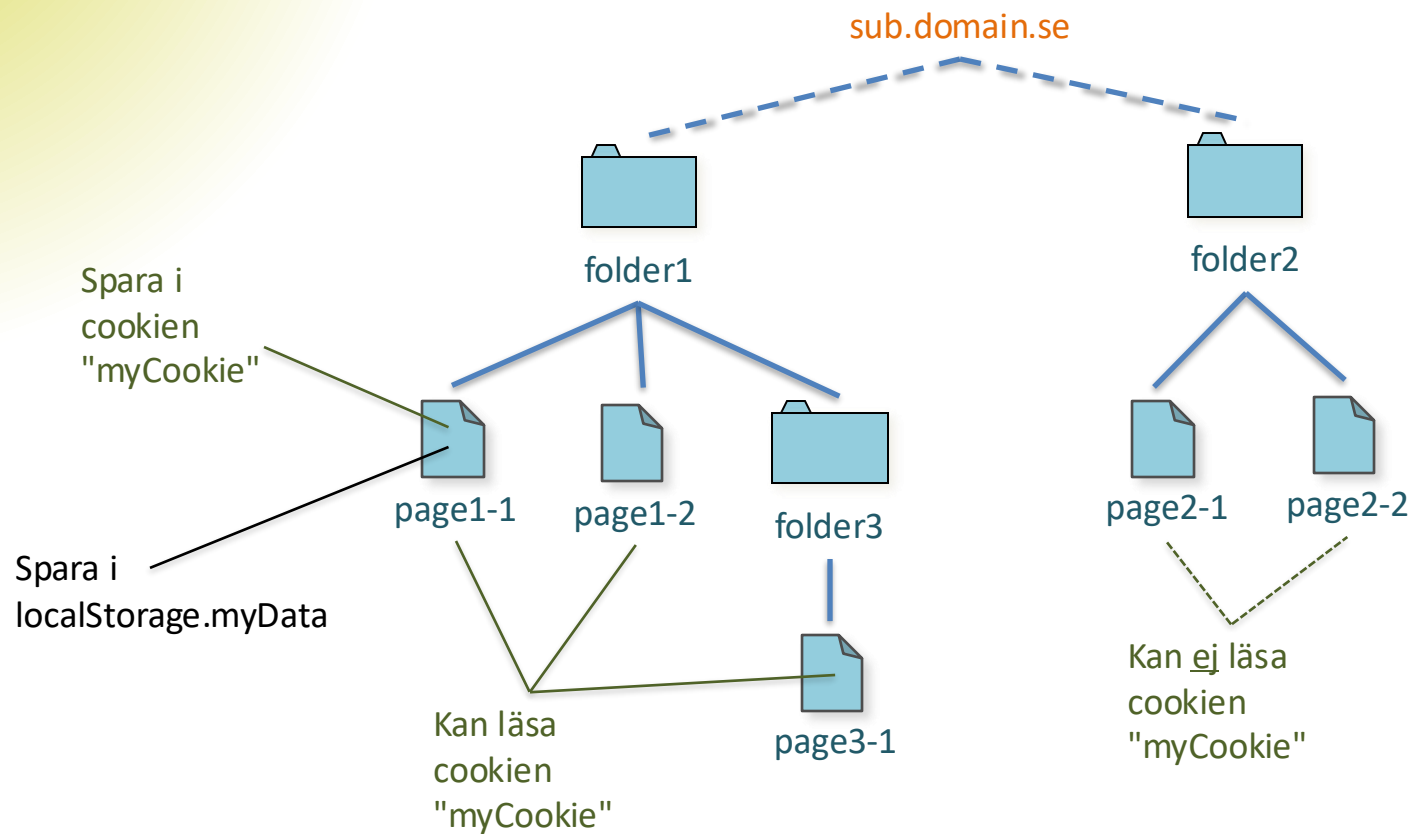 sub.domain.se
folder1
folder2
Spara i
cookien
"myCookie"
page1-1
page1-2
folder3
page2-1
page2-2
Spara i
localStorage.myData
Kan läsa
cookien
"myCookie"
page3-1
Kan ej läsa
cookien
"myCookie"